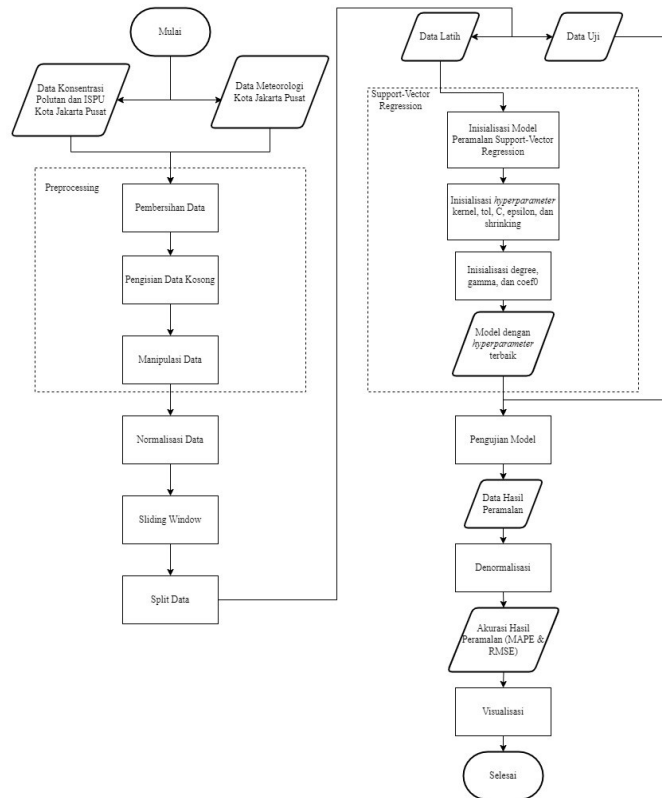 Mulai
Data Konsentrasi
Polutan dan ISPU
Kota Jakarta Pusat
Data Meteorologi
Kota Jakarta Pusat
Preprocessing
Pembersihan Data
Pengisian Data Kosong
Manipulasi Data
Normalisasi Data
Sliding Window
Split Data
Data Latih
Data Uji
Support-Vector
Regression
Inisialisasi Model
Peramalan Support-Vector
Regression
Inisialisasi hyperparameter
kernel, tol, C, epsilon, dan
shrinking
Inisialisasi degree,
gamma, dan coef0
Model dengan
hyperparameter
terbaik
Pengujian Model
Data Hasil
Peramalan
Denormalisasi
Akurasi Hasil
Peramalan (MAPE &
RMSE)
Visualisasi
Selesai